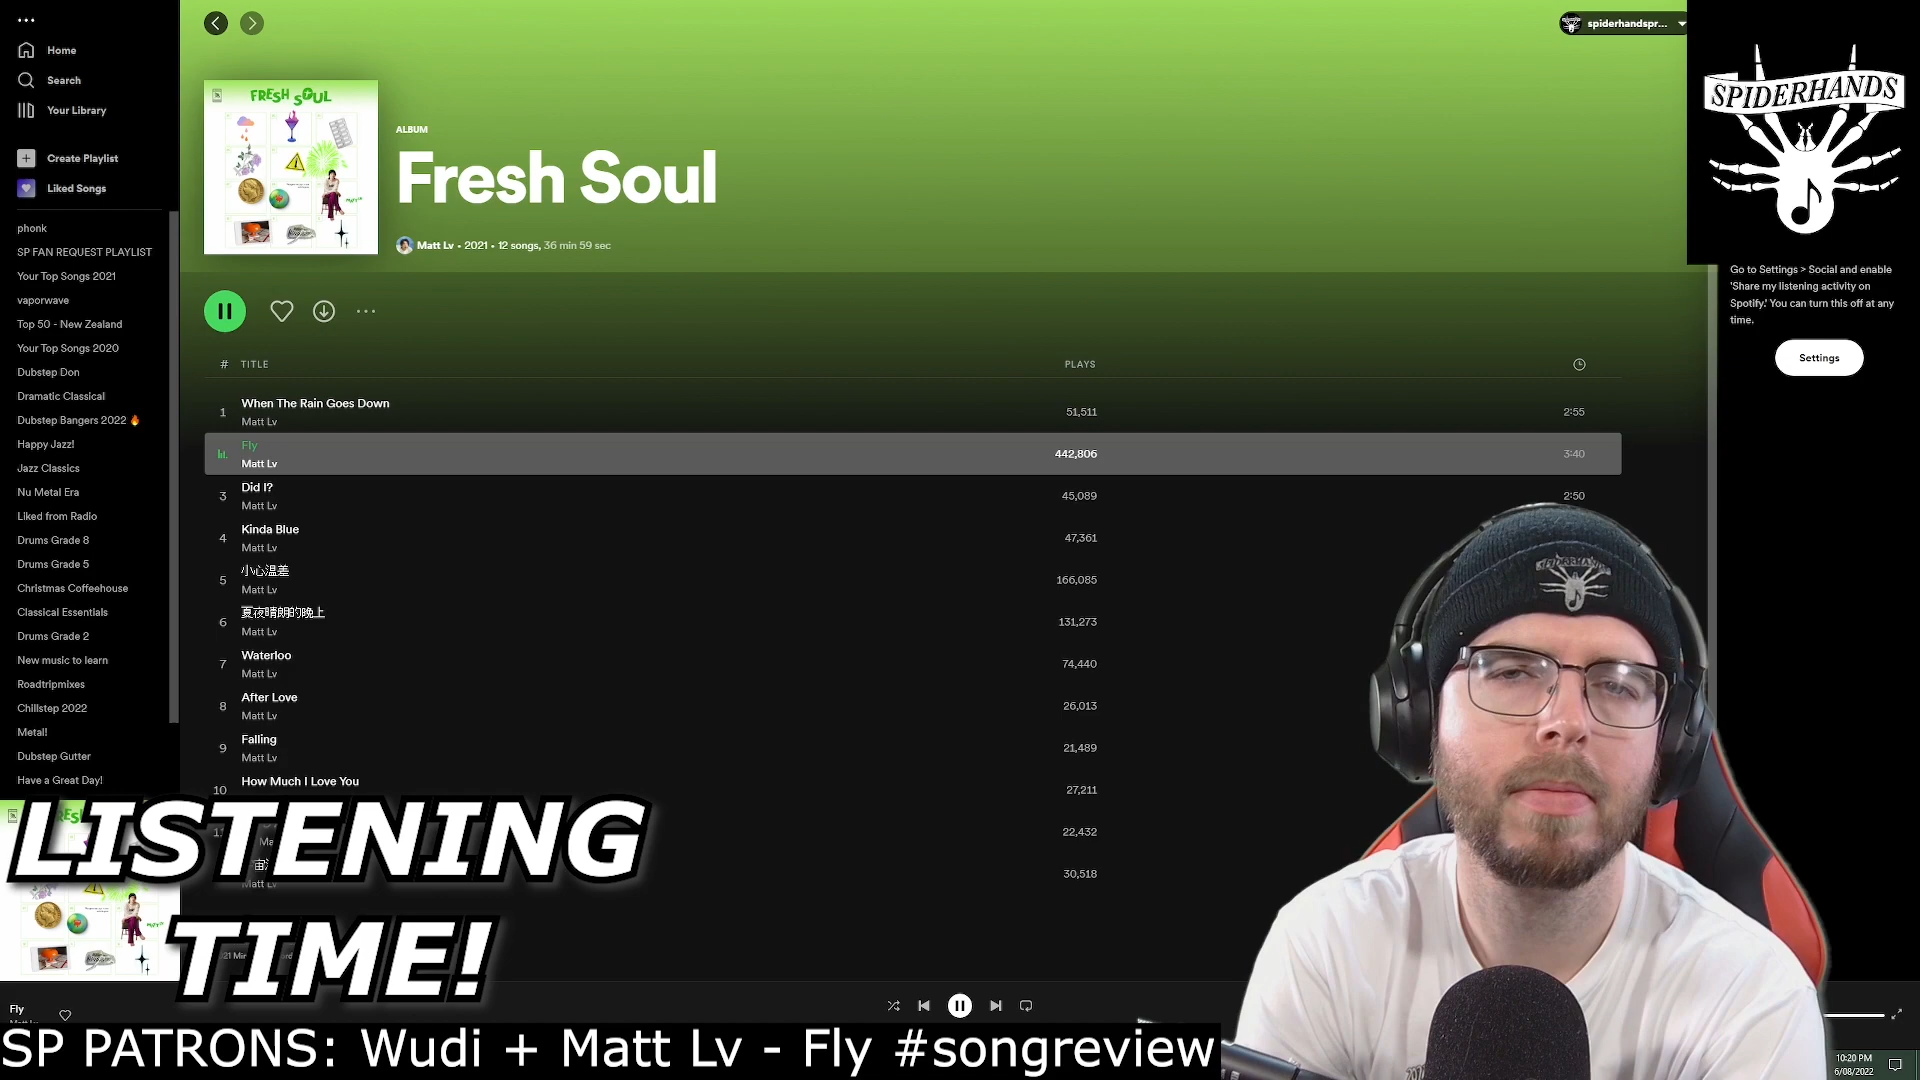 Home
Search
Your Library
Create Playlist
Liked Songs
phonk
SP FAN REQUEST PLAYLIST
Your Top Songs 2021
vaporwave
Top 50 - New Zealand
Your Top Songs 2020
Dubstep Don
Dramatic Classical
Dubstep Bangers 2022 🔥
Happy Jazz!
Jazz Classics
Nu Metal Era
Liked from Radio
Drums Grade 8
Drums Grade 5
Christmas Coffeehouse
Classical Essentials
Drums Grade 2
New music to learn
Roadtripmixes
Chillstep 2022
Metal!
Dubstep Gutter
Have a Great Day!
spiderhandspr...
FRESH SOUL
ALBUM
Fresh Soul
Matt Lv • 2021 • 12 songs, 36 min 59 sec
# TITLE PLAYS
1 When The Rain Goes Down 51,511 2:55
Matt Lv
Fly 442,806 3:40
Matt Lv
3 Did I? 45,089 2:50
Matt Lv
4 Kinda Blue 47,361
Matt Lv
5 小心温差 166,085
Matt Lv
6 夏夜晴朗的晚上 131,273
Matt Lv
7 Waterloo 74,440
Matt Lv
8 After Love 26,013
Matt Lv
9 Falling 21,489
Matt Lv
10 How Much I Love You 27,211
22,432
30,518
Matt Lv
SPIDERHANDS
Go to Settings > Social and enable
'Share my listening activity on
Spotify.' You can turn this off at any
time.
Settings
SPIDERHANDS
LISTENING
TIME!
Fly
SP PATRONS: Wudi + Matt Lv - Fly #songreview
10:20 PM
6/08/2022